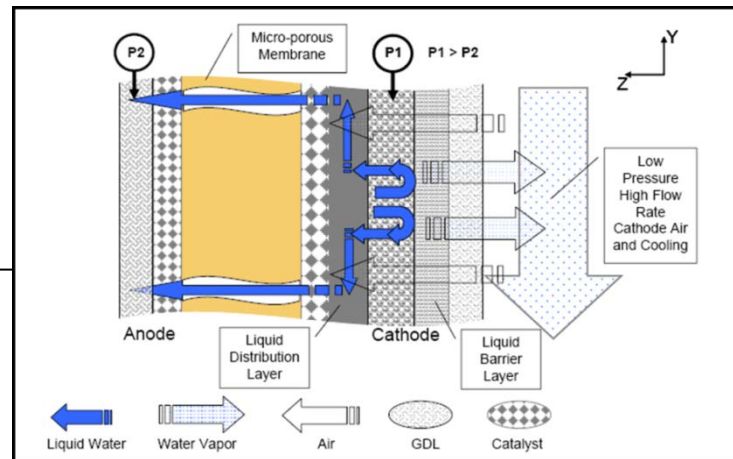 Micro-porous
Membrane
P2
P1
P1 > P2
Y
Z
Low
Pressure
High Flow
Rate
Cathode Air
and Cooling
Anode
Cathode
Liquid
Distribution
Layer
Liquid
Barrier
Layer
Liquid Water
Water Vapor
Air
GDL
Catalyst